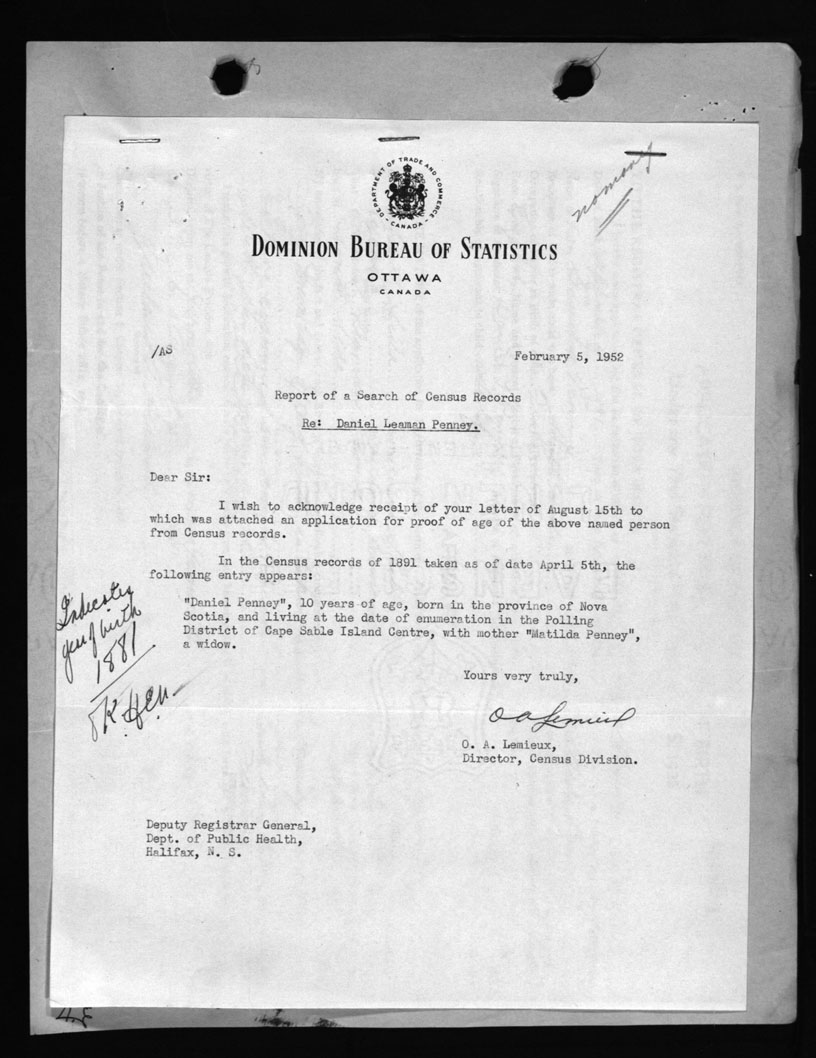 DEPARTMENT OF TRADE AND COMMERCE
CANADA
DOMINION BUREAU OF STATISTICS
OTTAWA
CANADA
/AS
February 5, 1952
Report of a Search of Census Records
Re: Daniel Leaman Penney.
Dear Sir:
I wish to acknowledge receipt of your letter of August 15th to
which was attached an application for proof of age of the above named person
from Census records.
In the Census records of 1891 taken as of date April 5th, the
following entry appears:
"Daniel Penney", 10 years of age, born in the province of Nova
Scotia, and living at the date of enumeration in the Polling
District of Cape Sable Island Centre, with mother "Matilda Penney",
a widow.
Indicates
year of birth
1881
OK
Yours very truly,
O A Lemieux
O. A. Lemieux,
Director, Census Division.
Deputy Registrar General,
Dept. of Public Health,
Halifax, N. S.